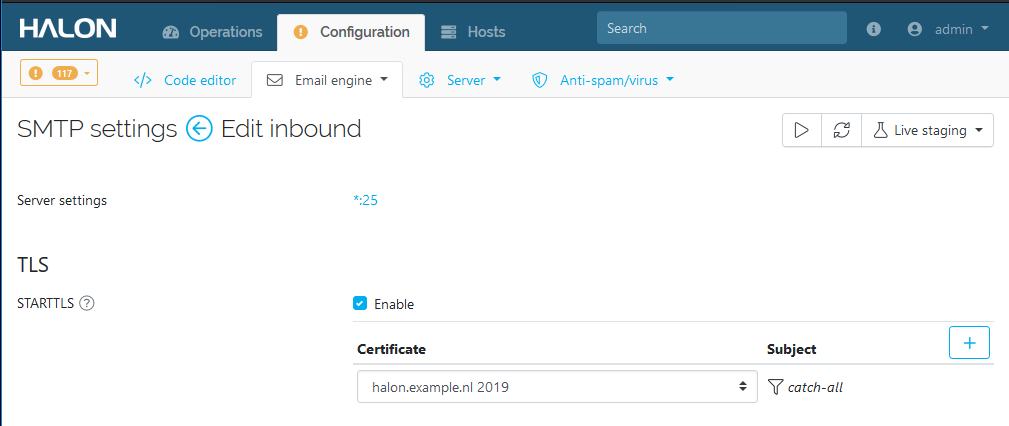 HALON Operations Configuration Hosts Search admin
117 Code editor Email engine Server Anti-spam/virus
SMTP settings Edit inbound Live staging
Server settings *:25
TLS
STARTTLS ? Enable
Certificate Subject +
halon.example.nl 2019 catch-all